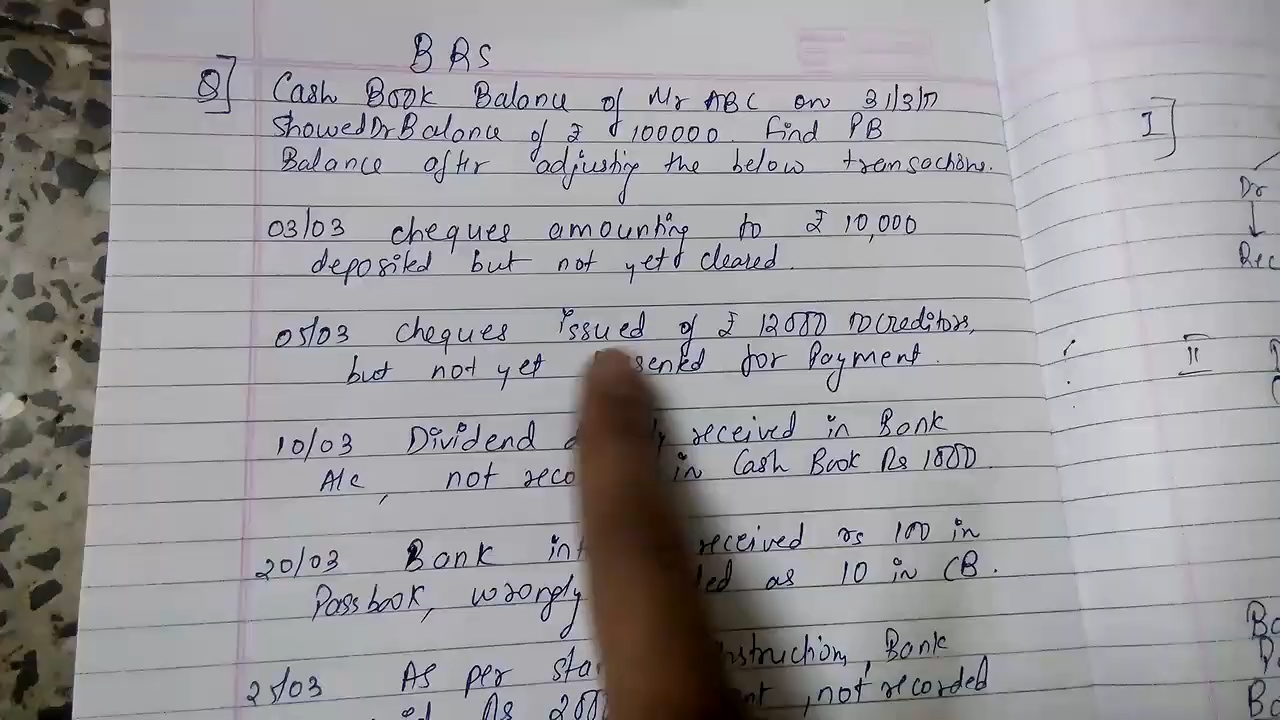 BRS
Q] Cash Book Balance of Mr ABC on 31/3/17
showed Dr Balance of ₹ 100000. Find PB
Balance after adjusting the below transactions.
03/03 cheques amounting to ₹ 10,000
deposited but not yet cleared.
05/03 cheques issued of ₹ 12000 to creditors,
but not yet for Payment.
10/03 Dividend received in Bank
A/c, not in Cash Book Rs 1000
20/03 Bank received rs 100 in
Passbook, wrongly as 10 in CB.
25/03 As per Bank
Rs 2000 , not recorded
I]
Dr
Rec
II